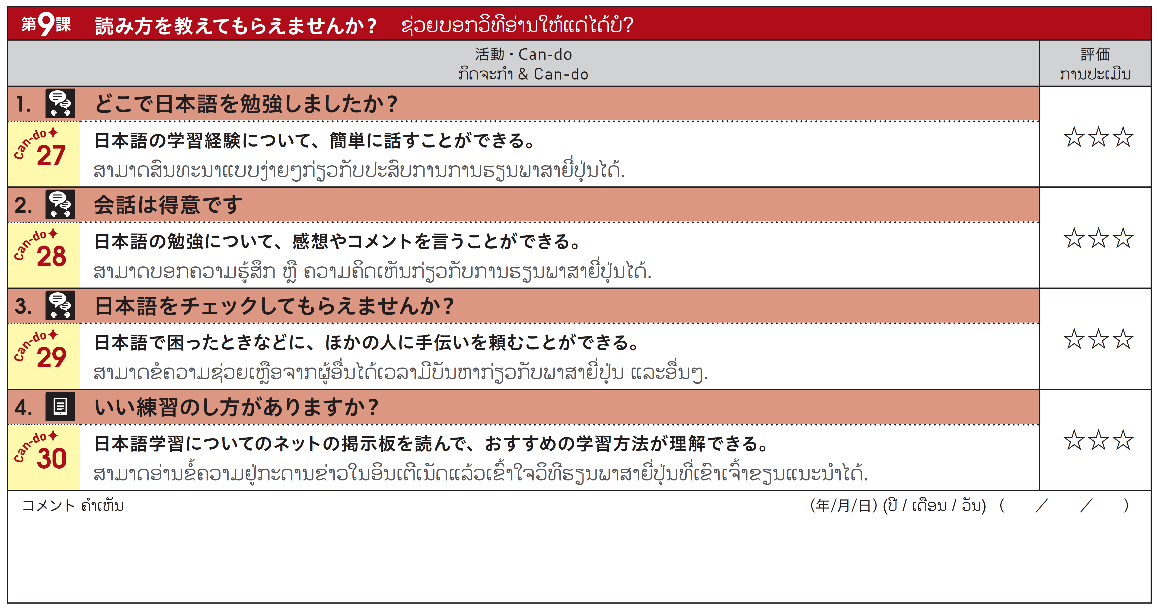 第9課 読み方を教えてもらえませんか? ຊ່ວຍບອກວິທີອ່ານໃຫ້ແດ່ໄດ້ບໍ?
活動・Can-do
ກິດຈະກຳ & Can-do
評価
ການປະເມີນ
1. どこで日本語を勉強しましたか?
Can-do 27
日本語の学習経験について、簡単に話すことができる。
ສາມາດສົນທະນາແບບງ່າຍໆກ່ຽວກັບປະສົບການການຮຽນພາສາຍີ່ປຸ່ນໄດ້.
☆☆☆
2. 会話は得意です
Can-do 28
日本語の勉強について、感想やコメントを言うことができる。
ສາມາດບອກຄວາມຮູ້ສຶກ ຫຼື ຄວາມຄິດເຫັນກ່ຽວກັບການຮຽນພາສາຍີ່ປຸ່ນໄດ້.
☆☆☆
3. 日本語をチェックしてもらえませんか?
Can-do 29
日本語で困ったときなどに、ほかの人に手伝いを頼むことができる。
ສາມາດຂໍຄວາມຊ່ວຍເຫຼືອຈາກຜູ້ອື່ນໄດ້ເວລາມີບັນຫາກ່ຽວກັບພາສາຍີ່ປຸ່ນ ແລະອື່ນໆ.
☆☆☆
4. いい練習のし方がありますか?
Can-do 30
日本語学習についてのネットの掲示板を読んで、おすすめの学習方法が理解できる。
ສາມາດອ່ານຂໍ້ຄວາມຢູ່ກະດານຂ່າວໃນອິນເຕີເນັດແລ້ວເຂົ້າໃຈວິທີຮຽນພາສາຍີ່ປຸ່ນທີ່ເຂົາເຈົ້າຂຽນແນະນຳໄດ້.
☆☆☆
コメント ຄຳເຫັນ
(年/月/日) (ປີ / ເດືອນ / ວັນ) ( / / )